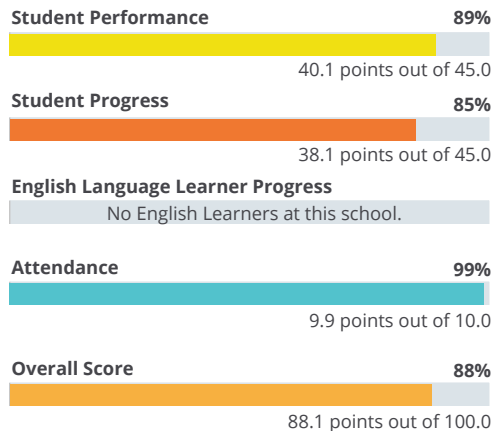 Student Performance 89%
40.1 points out of 45.0
Student Progress 85%
38.1 points out of 45.0
English Language Learner Progress
No English Learners at this school.
Attendance 99%
9.9 points out of 10.0
Overall Score 88%
88.1 points out of 100.0